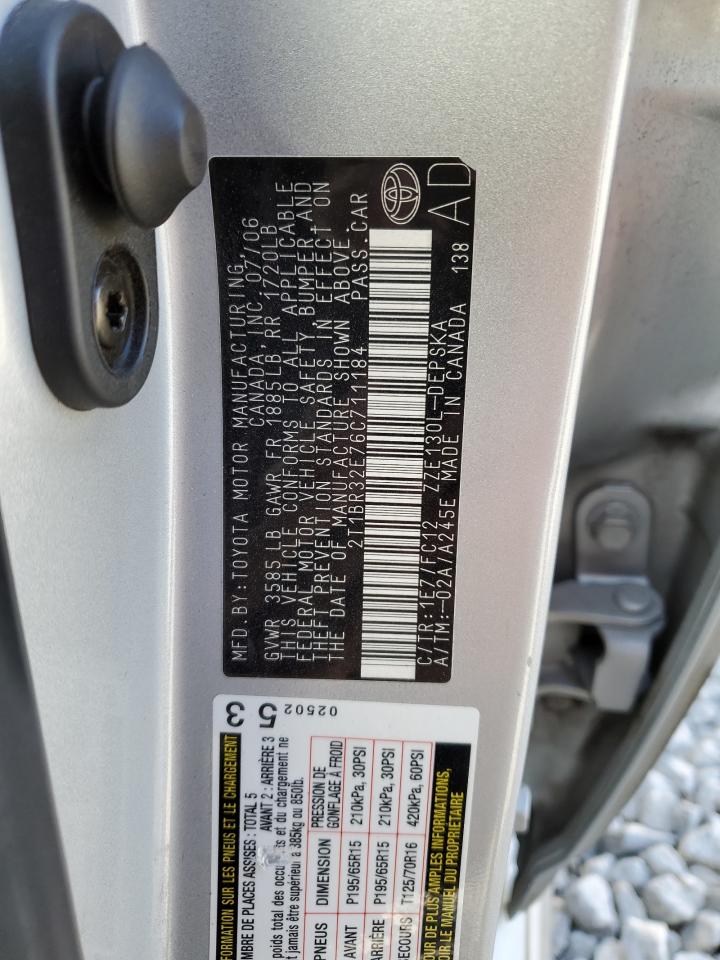 MFD. BY: TOYOTA MOTOR MANUFACTURING
CANADA, INC. 07/06
GVWR 3585LB GAWR FR 1885LB, RR 1720LB
THIS VEHICLE CONFORMS TO ALL APPLICABLE
FEDERAL MOTOR VEHICLE SAFETY, BUMPER, AND
THEFT PREVENTION STANDARDS IN EFFECT ON
THE DATE OF MANUFACTURE SHOWN ABOVE.
2T1BR32E76C711184 PASS. CAR
C/TR: 1E7/FC12 ZZE130L-DEPSKA
A/TM: -02A/A245E MADE IN CANADA 138
AD
FORMATION SUR LES PNEUS ET LE CHARGEMENT
MBRE DE PLACES ASSISES : TOTAL 5
AVANT 2 : ARRIÈRE 3
poids total des et du chargement ne
t jamais être supérieur à 385kg ou 850lb.
PNEUS DIMENSION PRESSION DE GONFLAGE À FROID
AVANT P195/65R15 210kPa, 30PSI
ARRIÈRE P195/65R15 210kPa, 30PSI
ECOURS T125/70R16 420kPa, 60PSI
OUR DE PLUS AMPLES INFORMATIONS,
OIR LE MANUEL DU PROPRIÉTAIRE
3
5
02502